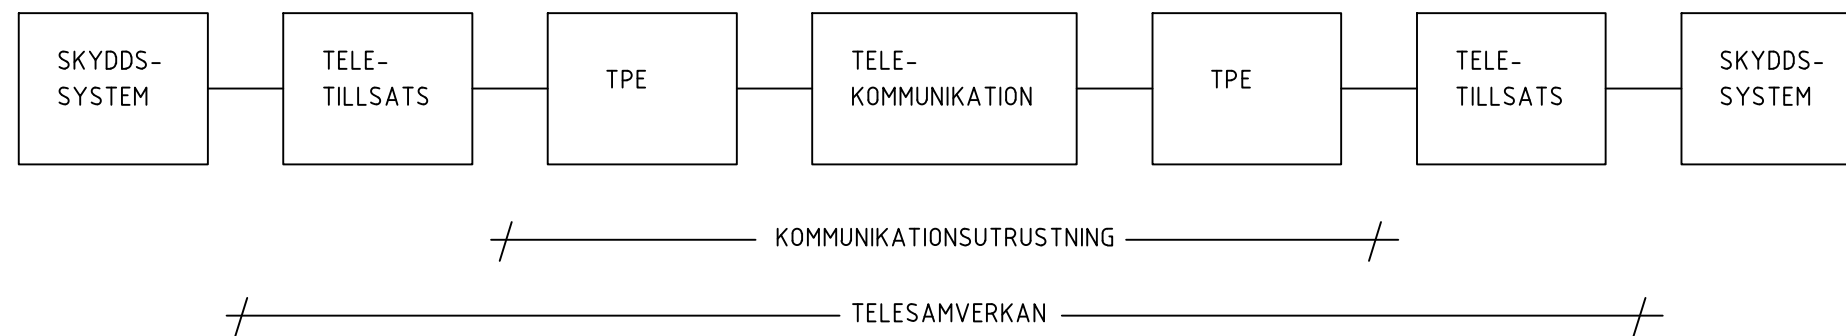 SKYDDS-
SYSTEM
TELE-
TILLSATS
TPE
TELE-
KOMMUNIKATION
TPE
TELE-
TILLSATS
SKYDDS-
SYSTEM
KOMMUNIKATIONSUTRUSTNING
TELESAMVERKAN